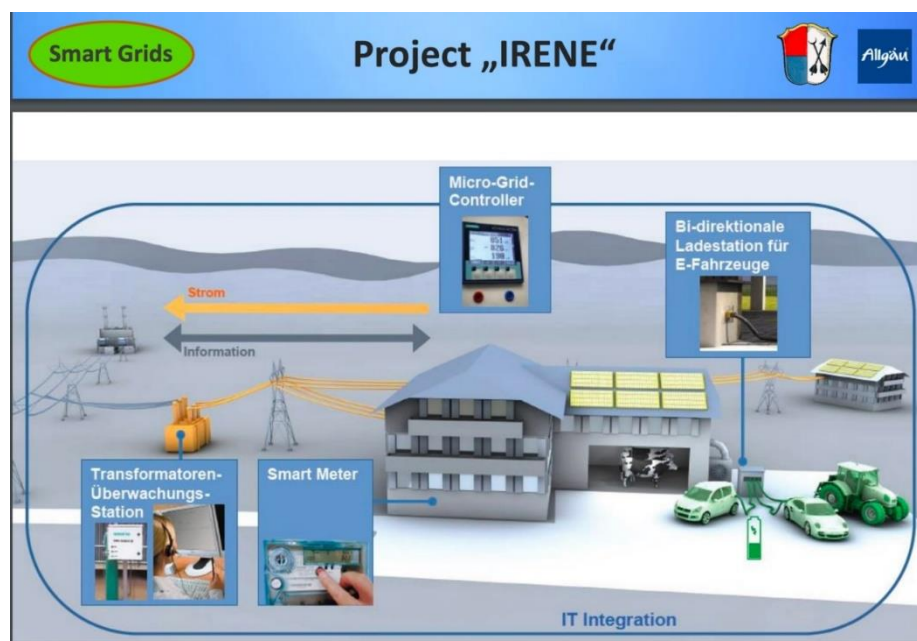 Smart Grids
Project „IRENE“
Allgäu
Micro-Grid-
Controller
Bi-direktionale
Ladestation für
E-Fahrzeuge
Strom
Information
Transformatoren-
Überwachungs-
Station
Smart Meter
IT Integration